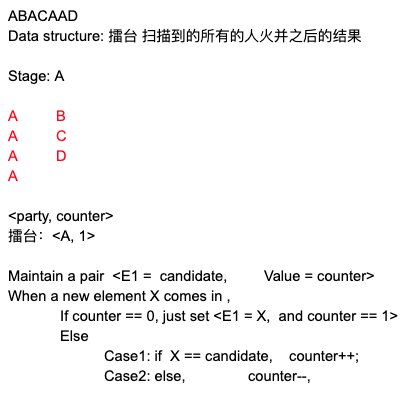 ABACAAD
Data structure: 擂台 扫描到的所有的人火并之后的结果
Stage: A
A B
A C
A D
A
<party, counter>
擂台：<A, 1>
Maintain a pair <E1 = candidate, Value = counter>
When a new element X comes in ,
If counter == 0, just set <E1 = X, and counter == 1>
Else
Case1: if X == candidate, counter++;
Case2: else, counter--,